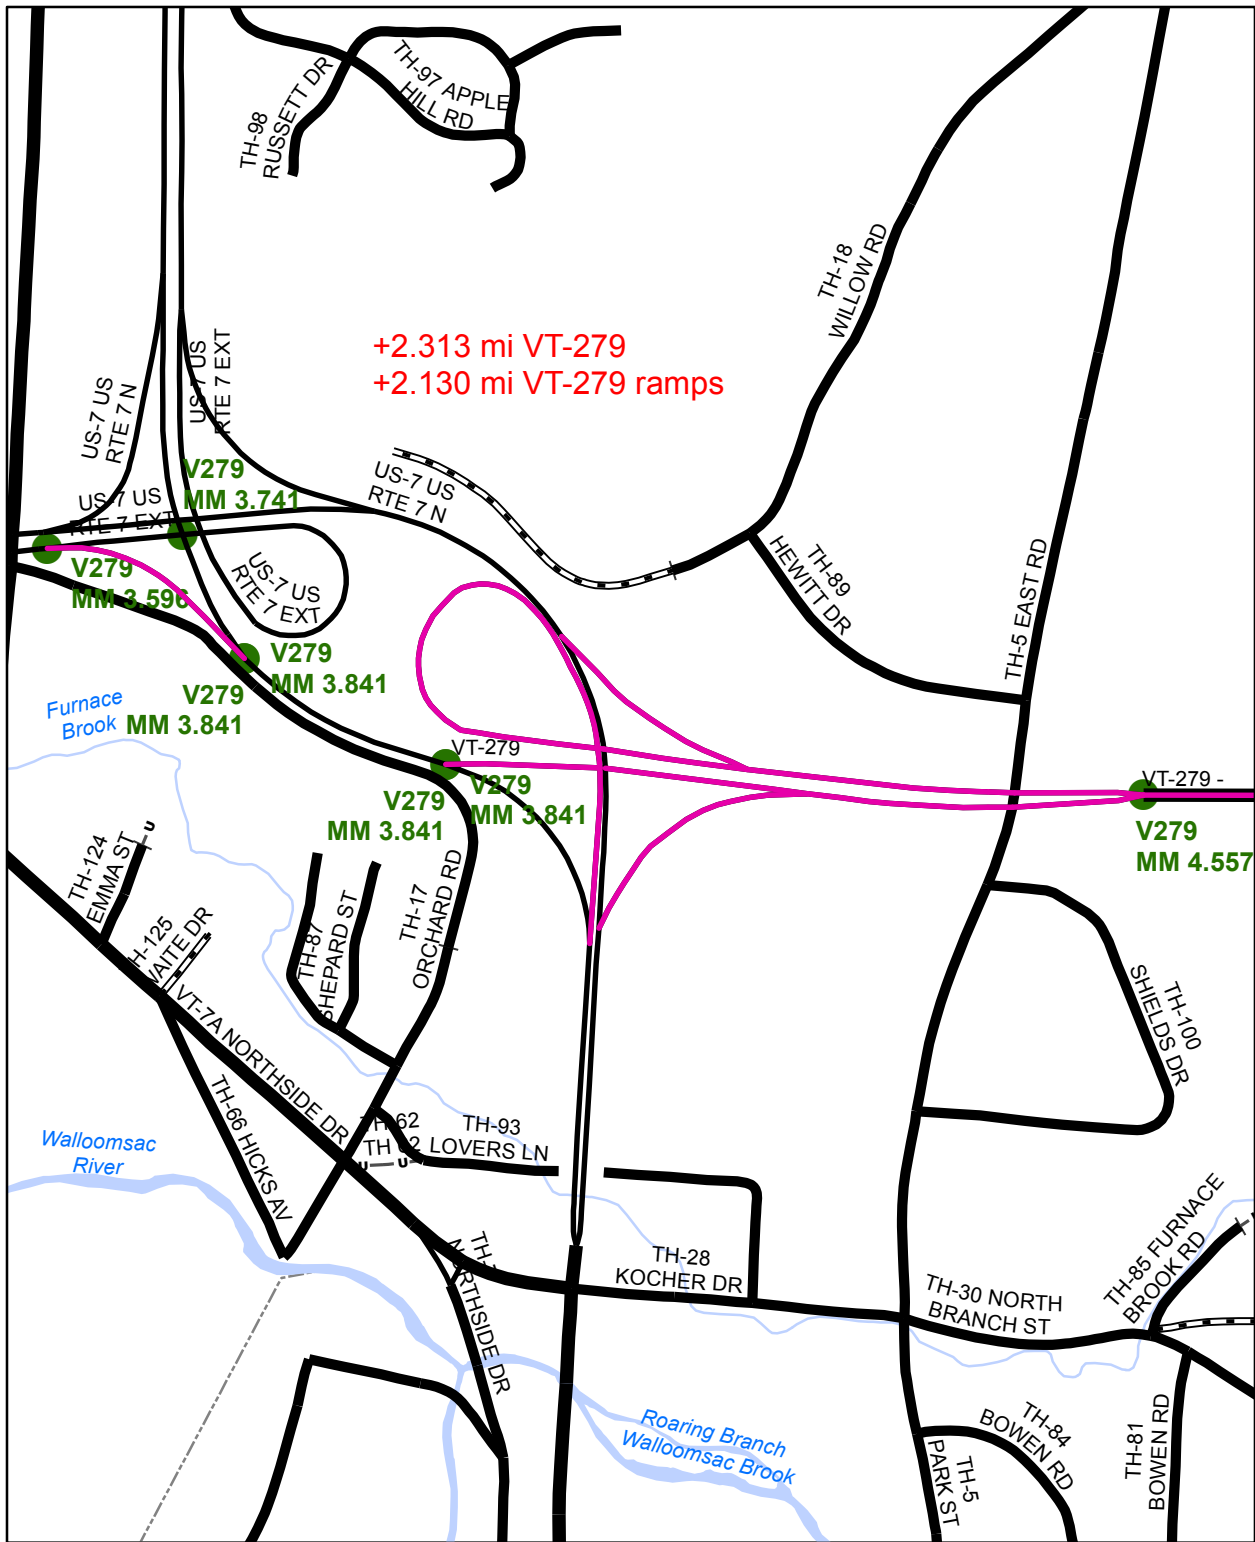 TH-98
RUSSETT DR
TH-97 APPLE
HILL RD
TH-18
WILLOW RD
US-7 US
RTE 7 N
US-7 US
RTE 7 EXT
+2.313 mi VT-279
+2.130 mi VT-279 ramps
V279
MM 3.741
US-7 US
RTE 7 EXT
US-7 US
RTE 7 N
V279
MM 3.596
US-7 US
RTE 7 EXT
TH-89
HEWITT DR
TH-5 EAST RD
V279
MM 3.841
V279
MM 3.841
Furnace
Brook
VT-279
V279
MM 3.841
V279
MM 3.841
VT-279 -
V279
MM 4.557
TH-124
EMMA ST
U
H-125
WAITE DR
TH-87
SHEPARD ST
TH-17
ORCHARD RD
TH-100
SHIELDS DR
VT-7A NORTHSIDE DR
TH-66 HICKS AV
TH-62
TH 62
U
U
TH-93
LOVERS LN
Walloomsac
River
TH-
NORTHSIDE DR
TH-28
KOCHER DR
TH-30 NORTH
BRANCH ST
TH-85 FURNACE
BROOK RD
Roaring Branch
Walloomsac Brook
TH-5
PARK ST
TH-84
BOWEN RD
TH-81
BOWEN RD